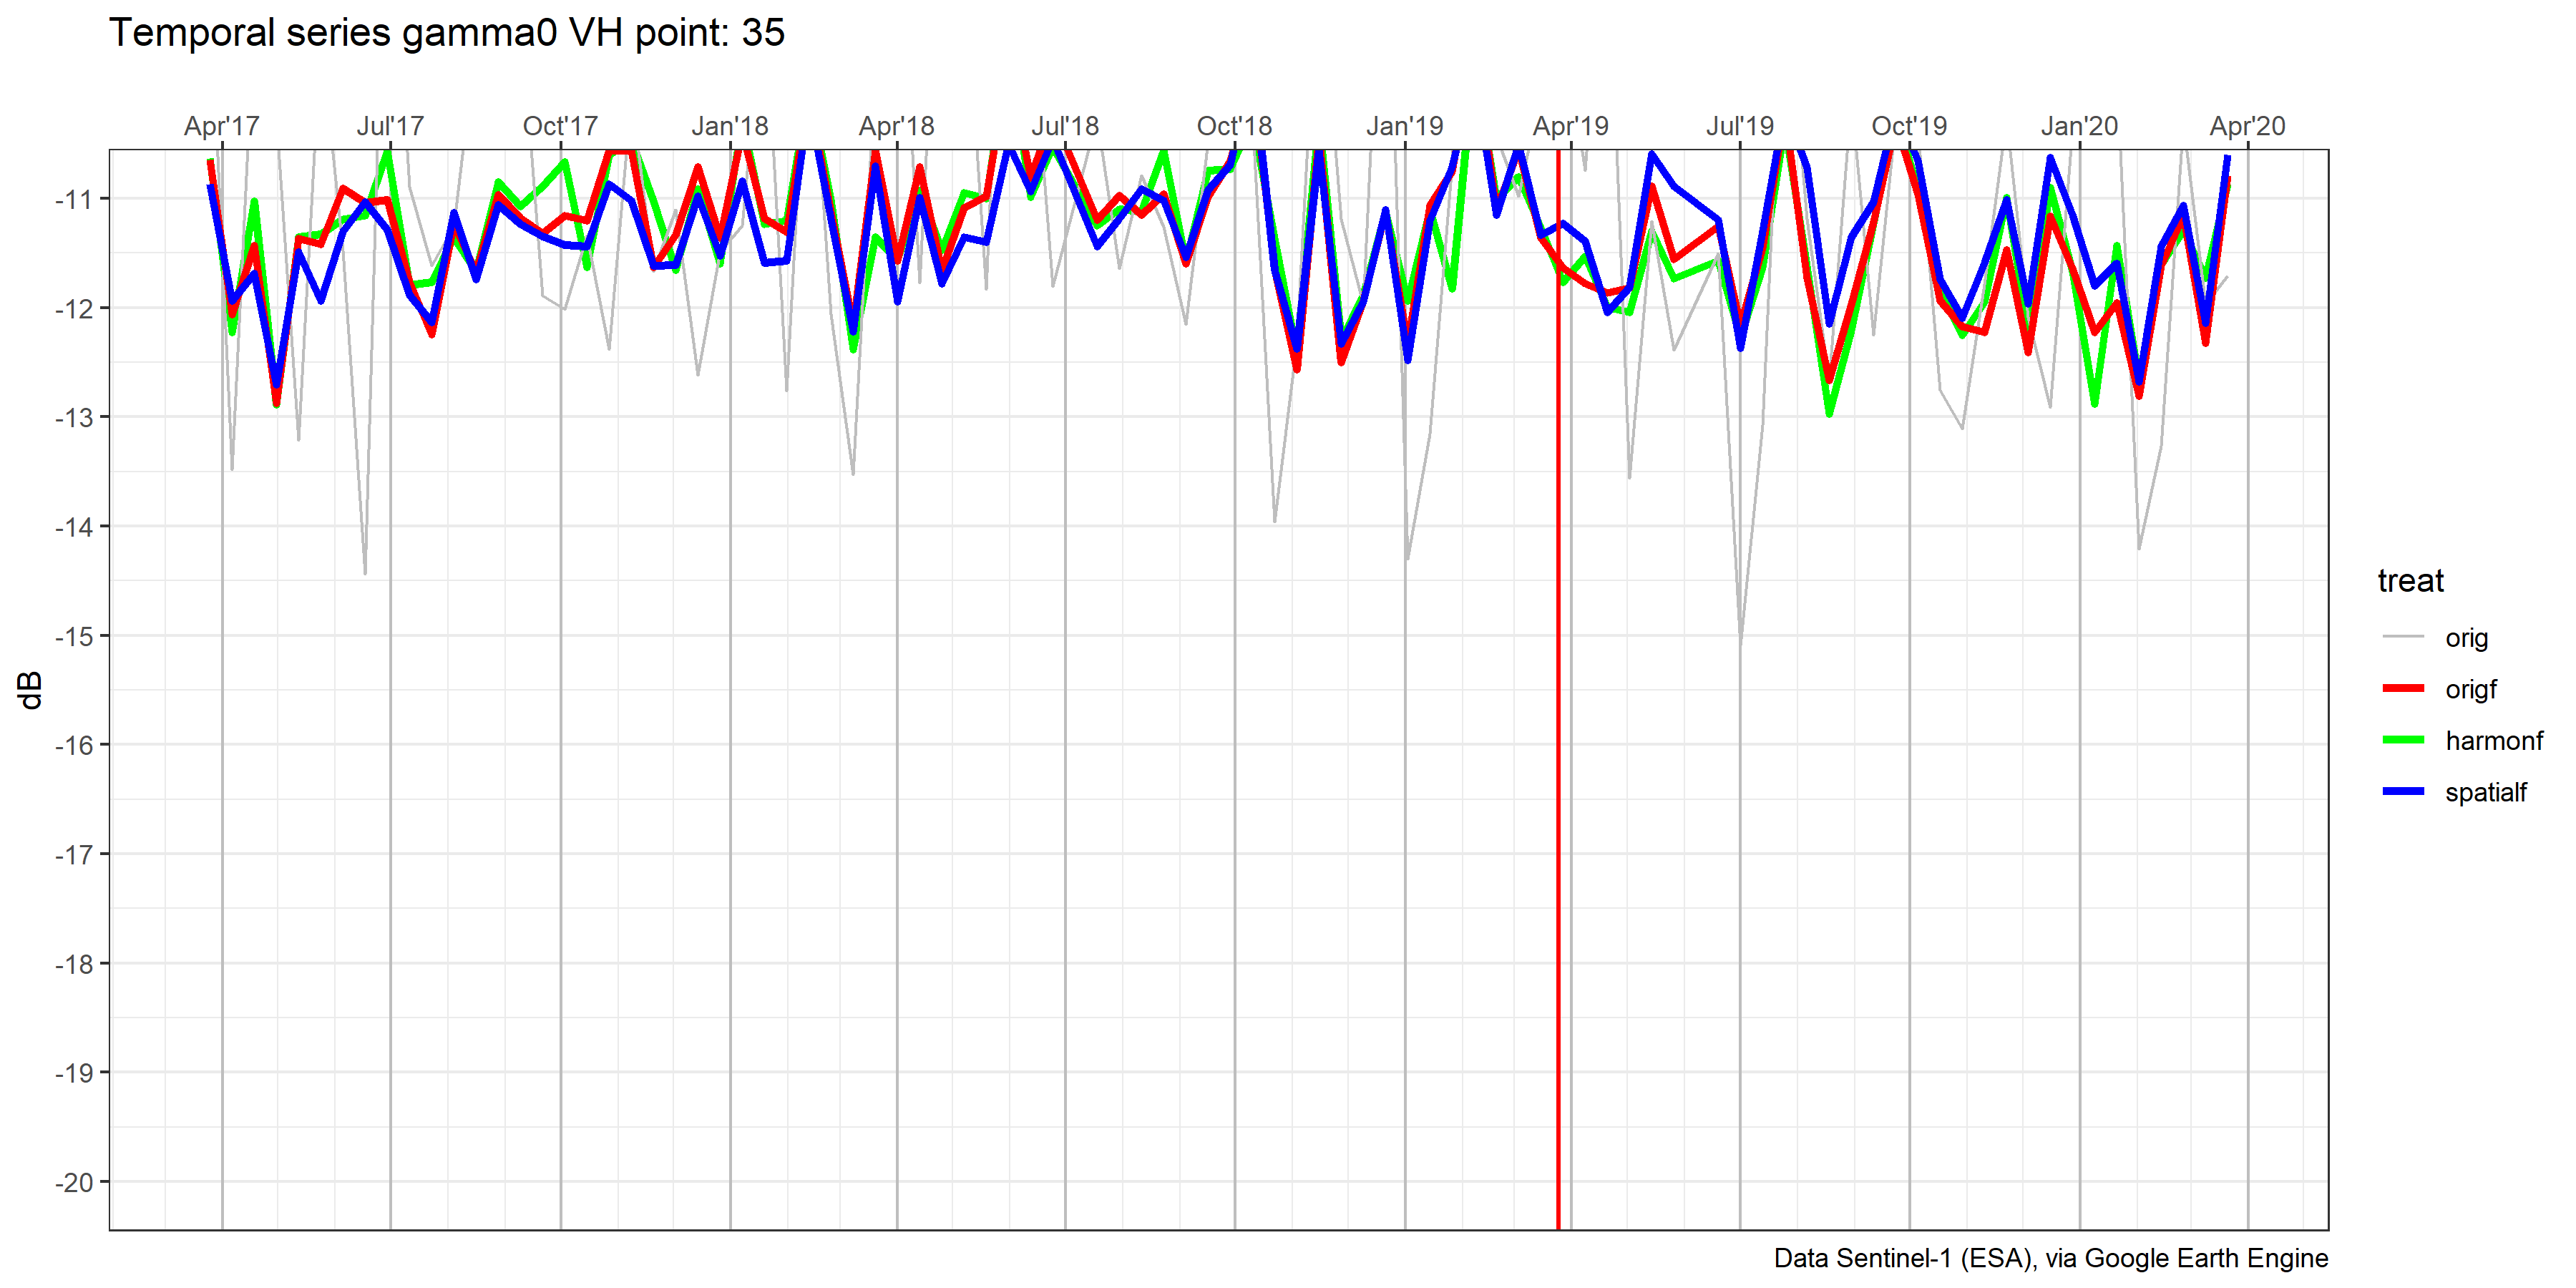 Temporal series gamma0 VH point: 35
Apr'17 Jul'17 Oct'17 Jan'18 Apr'18 Jul'18 Oct'18 Jan'19 Apr'19 Jul'19 Oct'19 Jan'20 Apr'20
-11
-12
-13
-14
-15
-16
-17
-18
-19
-20
dB
treat
orig
origf
harmonf
spatialf
Data Sentinel-1 (ESA), via Google Earth Engine